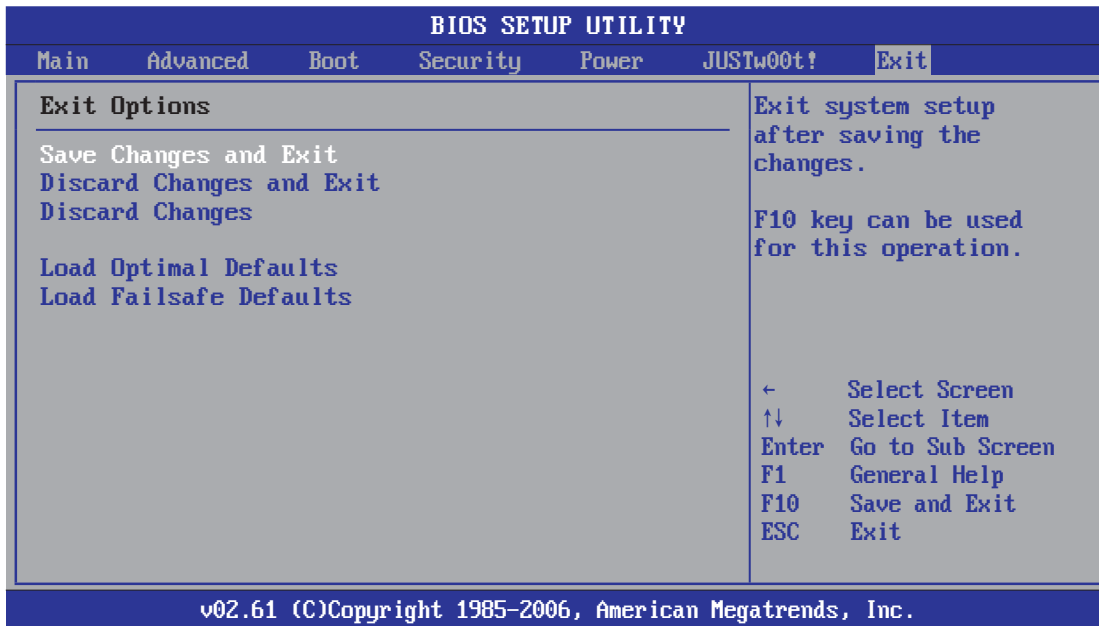 BIOS SETUP UTILITY
Main Advanced Boot Security Power JUSTw00t! Exit
Exit Options
Save Changes and Exit
Discard Changes and Exit
Discard Changes
Load Optimal Defaults
Load Failsafe Defaults
Exit system setup
after saving the
changes.
F10 key can be used
for this operation.
← Select Screen
↑↓ Select Item
Enter Go to Sub Screen
F1 General Help
F10 Save and Exit
ESC Exit
v02.61 (C)Copyright 1985-2006, American Megatrends, Inc.